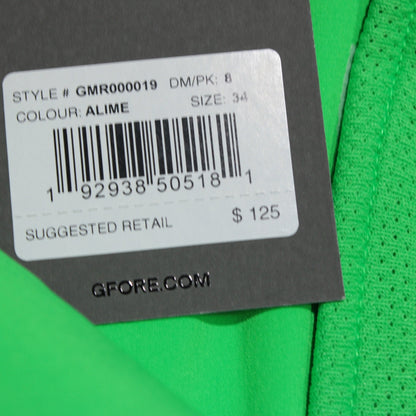 STYLE # GMR000019 DM/PK: 8
COLOUR: ALIME SIZE: 34
1 92938 50518 1
SUGGESTED RETAIL $ 125
GFORE.COM